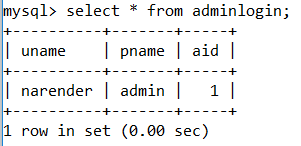 mysql> select * from adminlogin;
+----------+-------+-----+
| uname    | pname | aid |
+----------+-------+-----+
| narender | admin |   1 |
+----------+-------+-----+
1 row in set (0.00 sec)